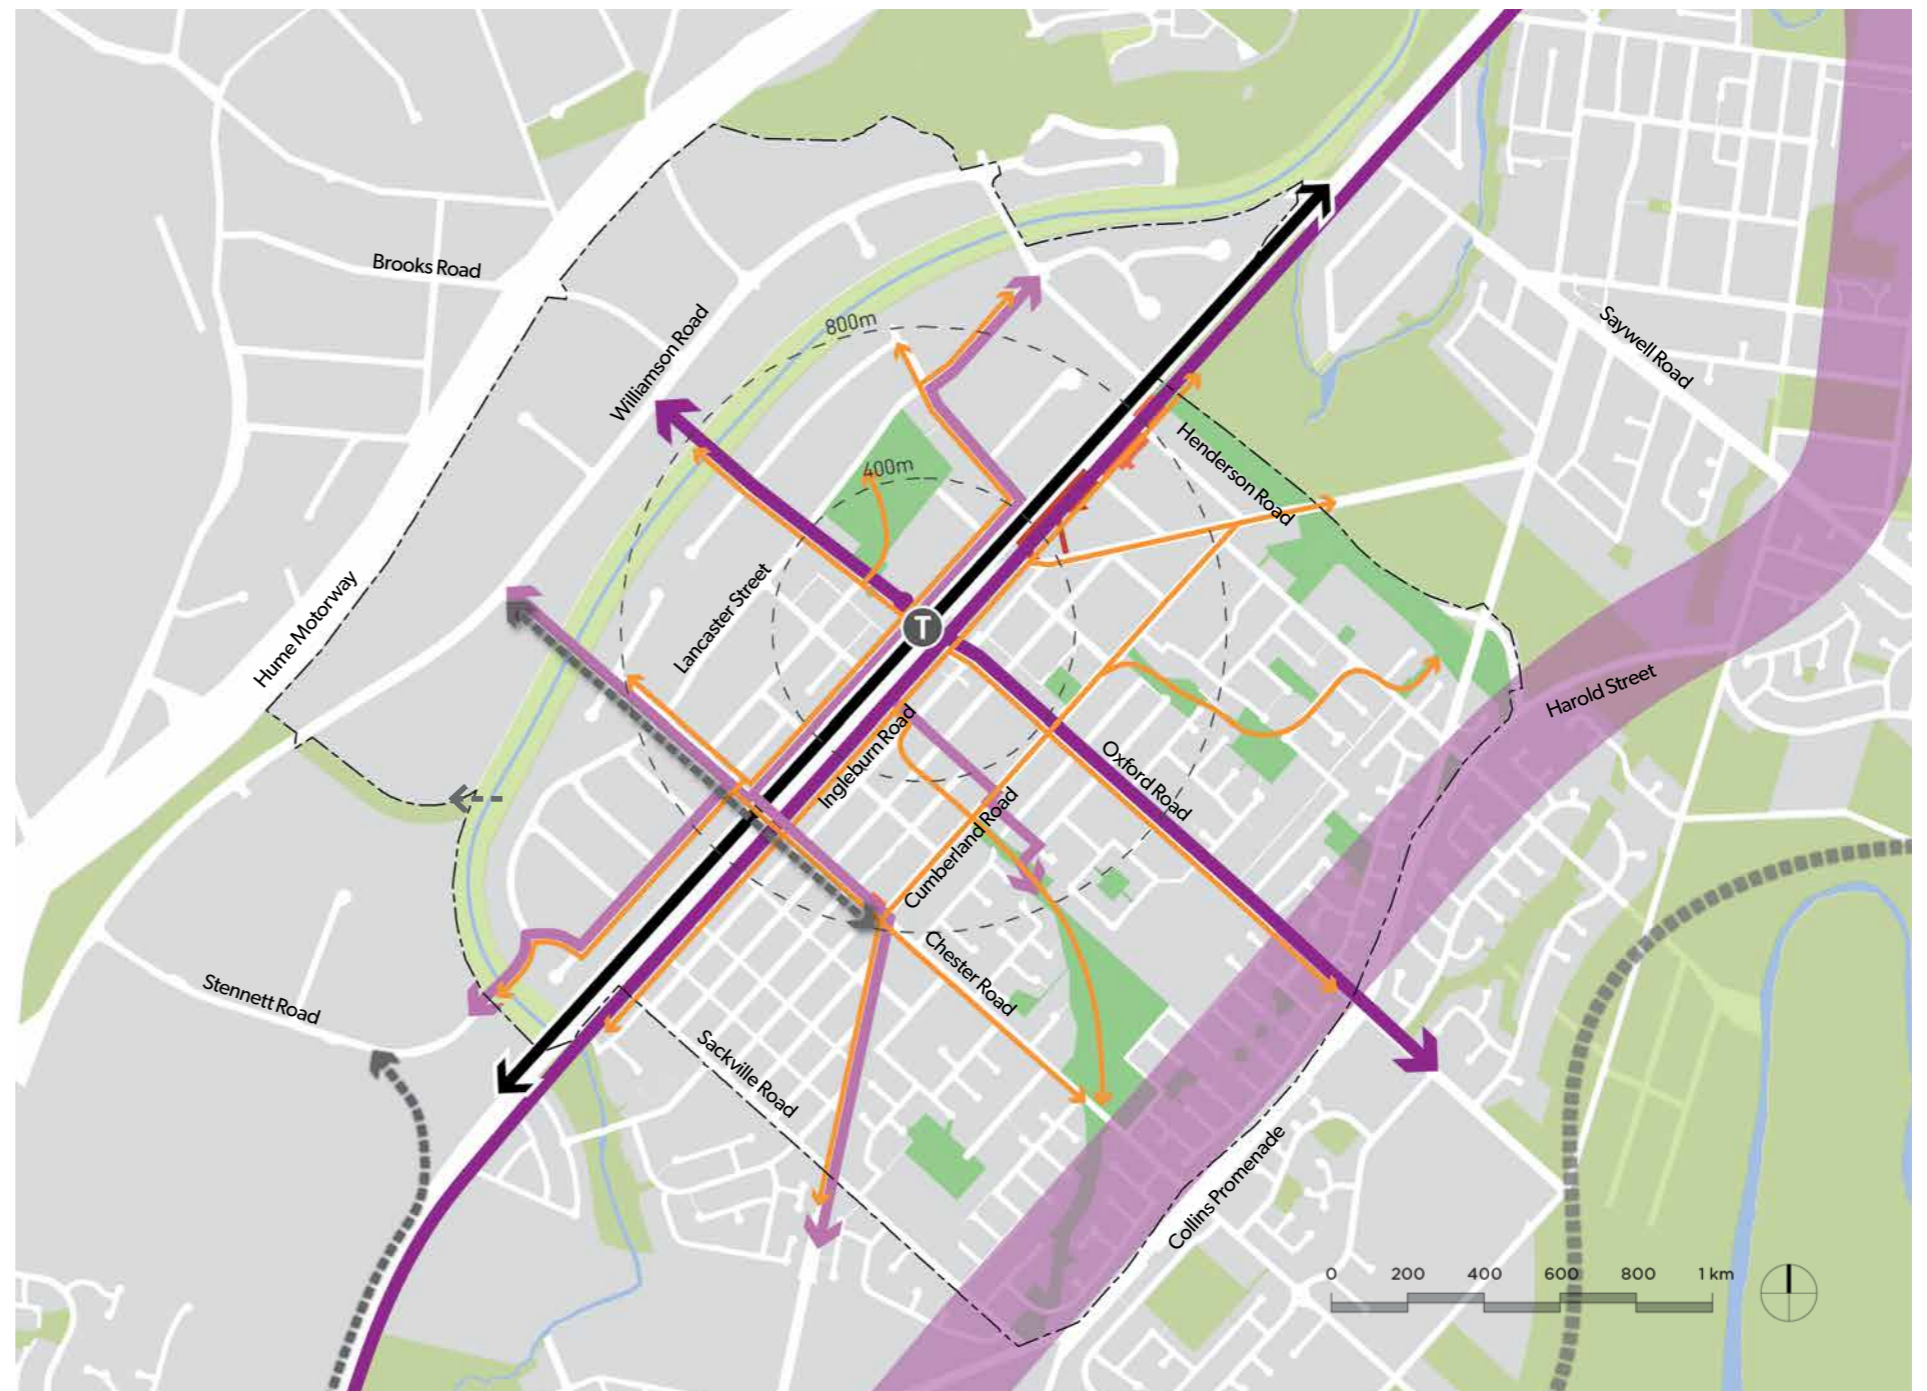 Brooks Road
800m
Williamson Road
Saywell Road
400m
Henderson Road
Lancaster Street
T
Hume Motorway
Harold Street
Ingleburn Road
Oxford Road
Cumberland Road
Chester Road
Stennett Road
Sackville Road
Collins Promenade
0 200 400 600 800 1 km